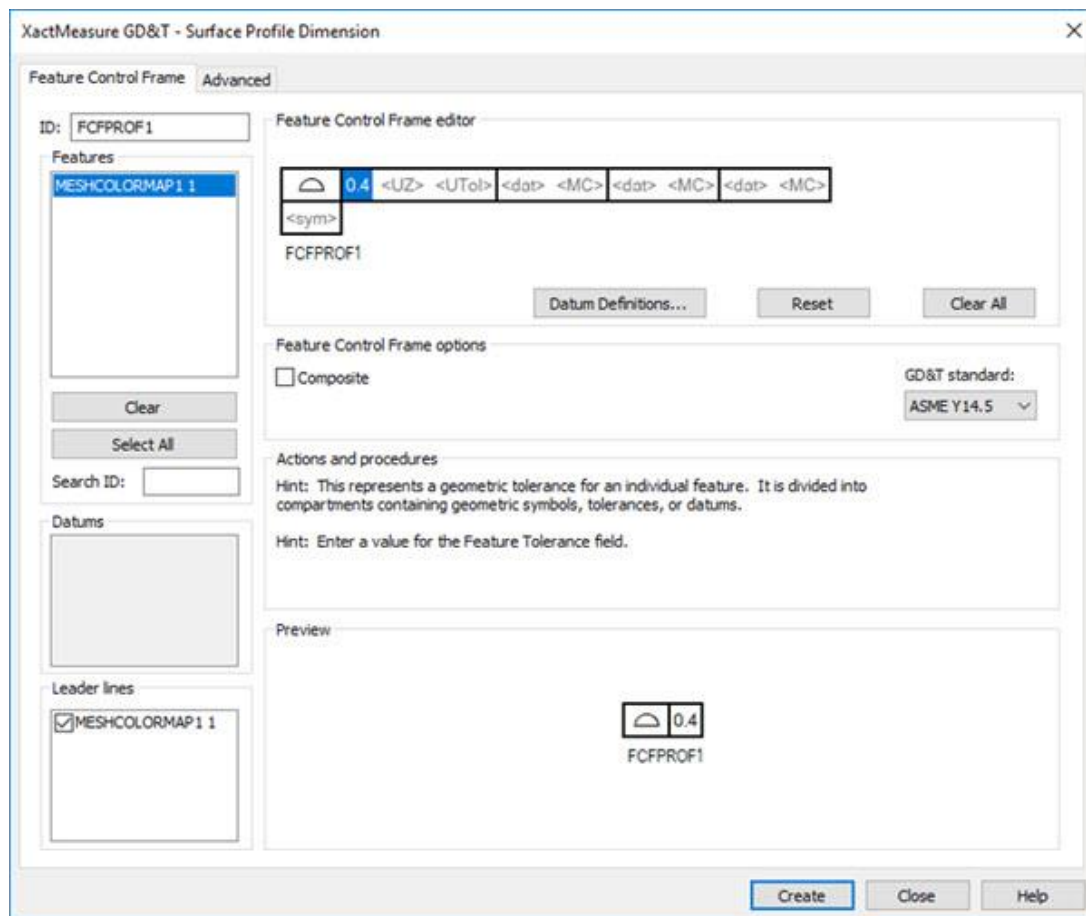 XactMeasure GD&T - Surface Profile Dimension
Feature Control Frame
Advanced
ID:
FCFPROF1
Features
MESHCOLORMAP1 1
Clear
Select All
Search ID:
Datums
Leader lines
MESHCOLORMAP1 1
Feature Control Frame editor
0.4 <UZ> <UTol> <dat> <MC> <dat> <MC> <dat> <MC>
<sym>
FCFPROF1
Datum Definitions...
Reset
Clear All
Feature Control Frame options
Composite
GD&T standard:
ASME Y14.5
Actions and procedures
Hint: This represents a geometric tolerance for an individual feature. It is divided into
compartments containing geometric symbols, tolerances, or datums.
Hint: Enter a value for the Feature Tolerance field.
Preview
0.4
FCFPROF1
Create
Close
Help